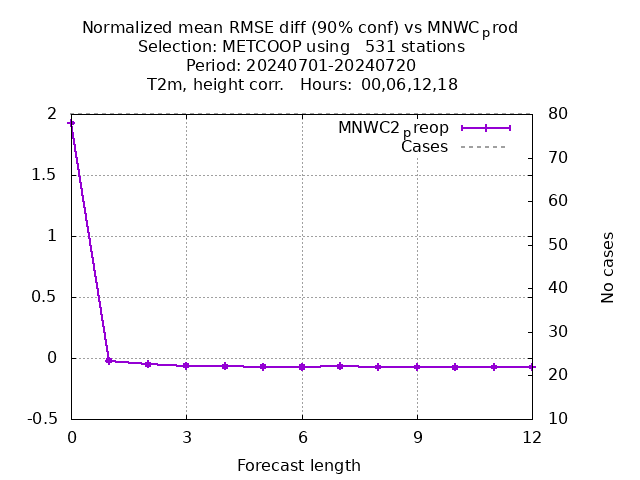 Normalized mean RMSE diff (90% conf) vs MNWCprod
Selection: METCOOP using   531 stations
Period: 20240701-20240720
T2m, height corr.   Hours: 00,06,12,18
MNWC2preop
Cases
2
1.5
1
0.5
0
-0.5
80
70
60
50
40
30
20
10
No cases
0
3
6
9
12
Forecast length